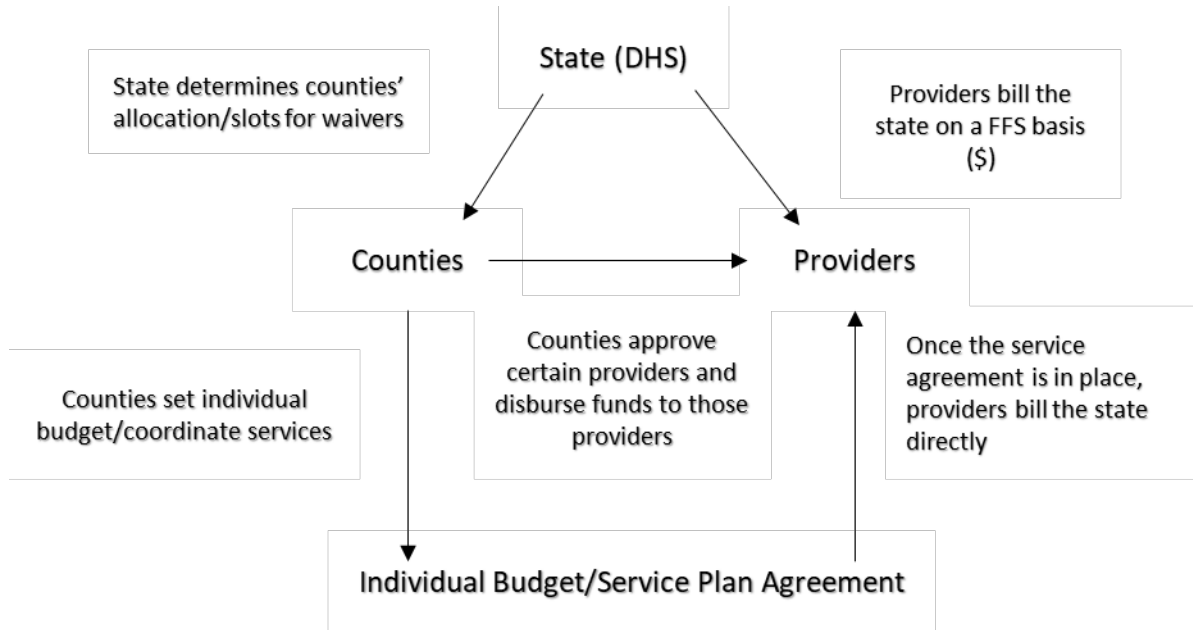 State (DHS)
State determines counties’
allocation/slots for waivers
Providers bill the
state on a FFS basis
($)
Counties
Providers
Counties set individual
budget/coordinate services
Counties approve
certain providers and
disburse funds to those
providers
Once the service
agreement is in place,
providers bill the state
directly
Individual Budget/Service Plan Agreement